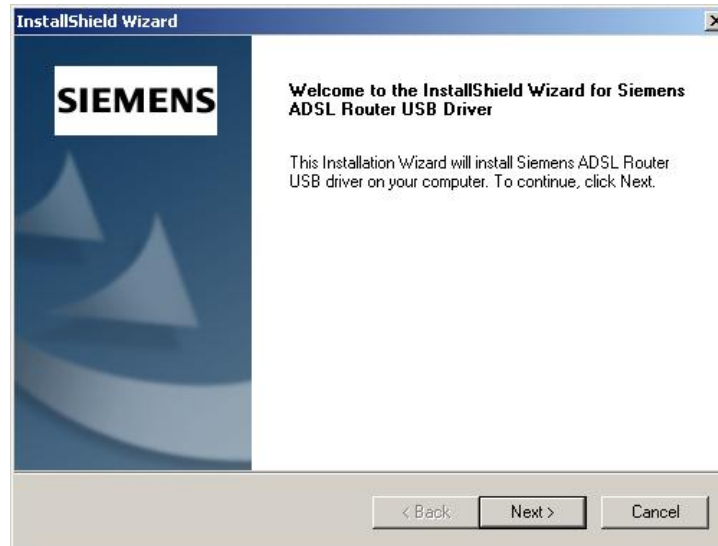 InstallShield Wizard
SIEMENS
Welcome to the InstallShield Wizard for Siemens
ADSL Router USB Driver
This Installation Wizard will install Siemens ADSL Router
USB driver on your computer. To continue, click Next.
< Back
Next >
Cancel